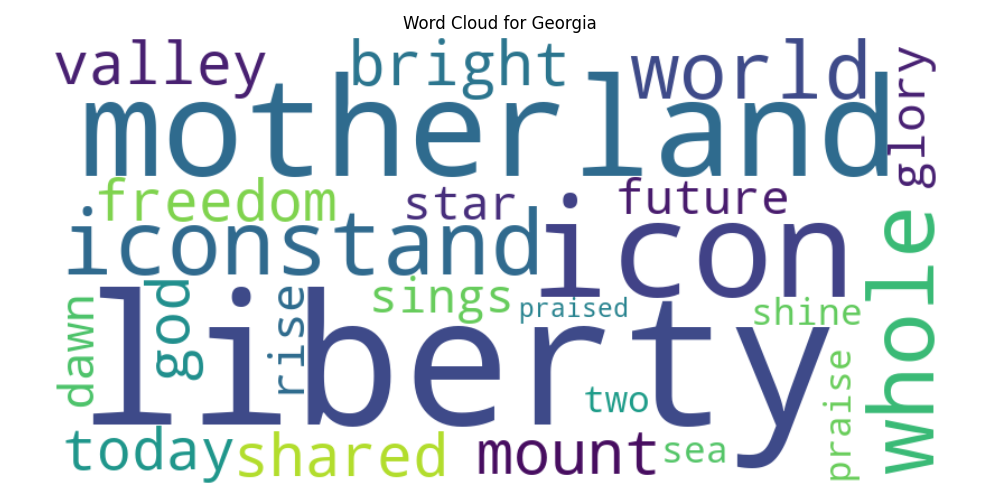 Word Cloud for Georgia
valley
bright
world
motherland
glory
freedom
star
future
iconstand
icon
whole
dawn
god
rise
sings
praised
shine
liberty
two
praise
today
shared
mount
sea